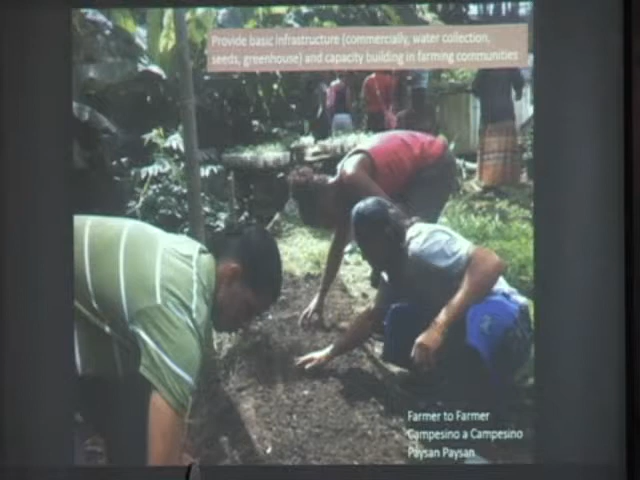 Provide basic infrastructure (commercially, water collection,
seeds, greenhouse) and capacity building in farming communities
Farmer to Farmer
Campesino a Campesino
Paysan Paysan